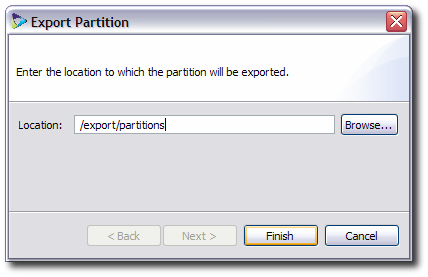 Export Partition
Enter the location to which the partition will be exported.
Location: /export/partitions Browse...
< Back Next > Finish Cancel